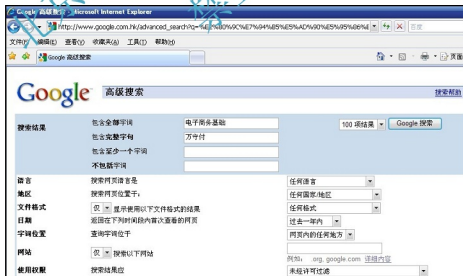 Google 高级搜索 - Microsoft Internet Explorer
文件(F) 编辑(E) 查看(V) 收藏夹(A) 工具(T) 帮助(H)
Google 高级搜索
页面
Google 高级搜索 搜索帮助
搜索结果 包含全部字词 电子商务基础 100 项结果 Google 搜索
包含完整字句 万守付
包含至少一个字词
不包括字词
语言 搜索网页语言是 任何语言
地区 搜索网页位置于: 任何国家/地区
文件格式 仅 显示使用以下文件格式的结果 任何格式
日期 返回在下列时间段内首次查看的网页 过去一年内
字词位置 查询字词位于 网页内的任何地方
网站 仅 搜索以下网站
例如: .org, google.com 详细内容
使用权限 搜索结果应 未经许可过滤